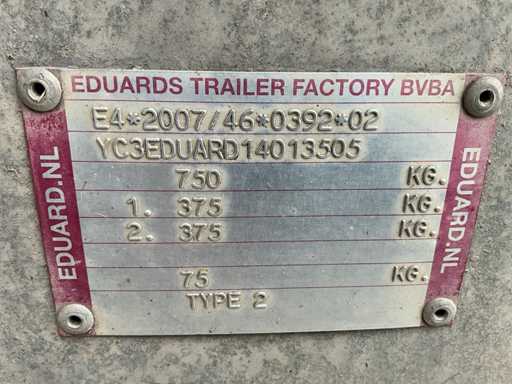 EDUARDS TRAILER FACTORY BVBA
E4*2007/46*0392*02
YC3EDUARD14013505
750 KG.
1. 375 KG.
2. 375 KG.
75 KG.
TYPE 2
EDUARD.NL
EDUARD.NL